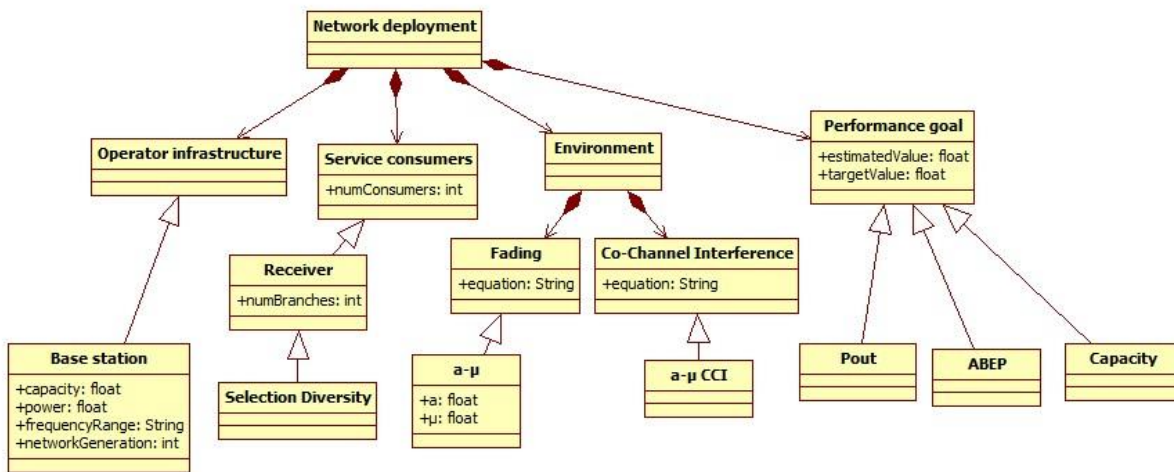 Network deployment
Operator infrastructure
Service consumers
+numConsumers: int
Environment
Performance goal
+estimatedValue: float
+targetValue: float
Receiver
+numBranches: int
Fading
+equation: String
Co-Channel Interference
+equation: String
Base station
+capacity: float
+power: float
+frequencyRange: String
+networkGeneration: int
Selection Diversity
a-μ
+a: float
+μ: float
a-μ CCI
Pout
ABEP
Capacity